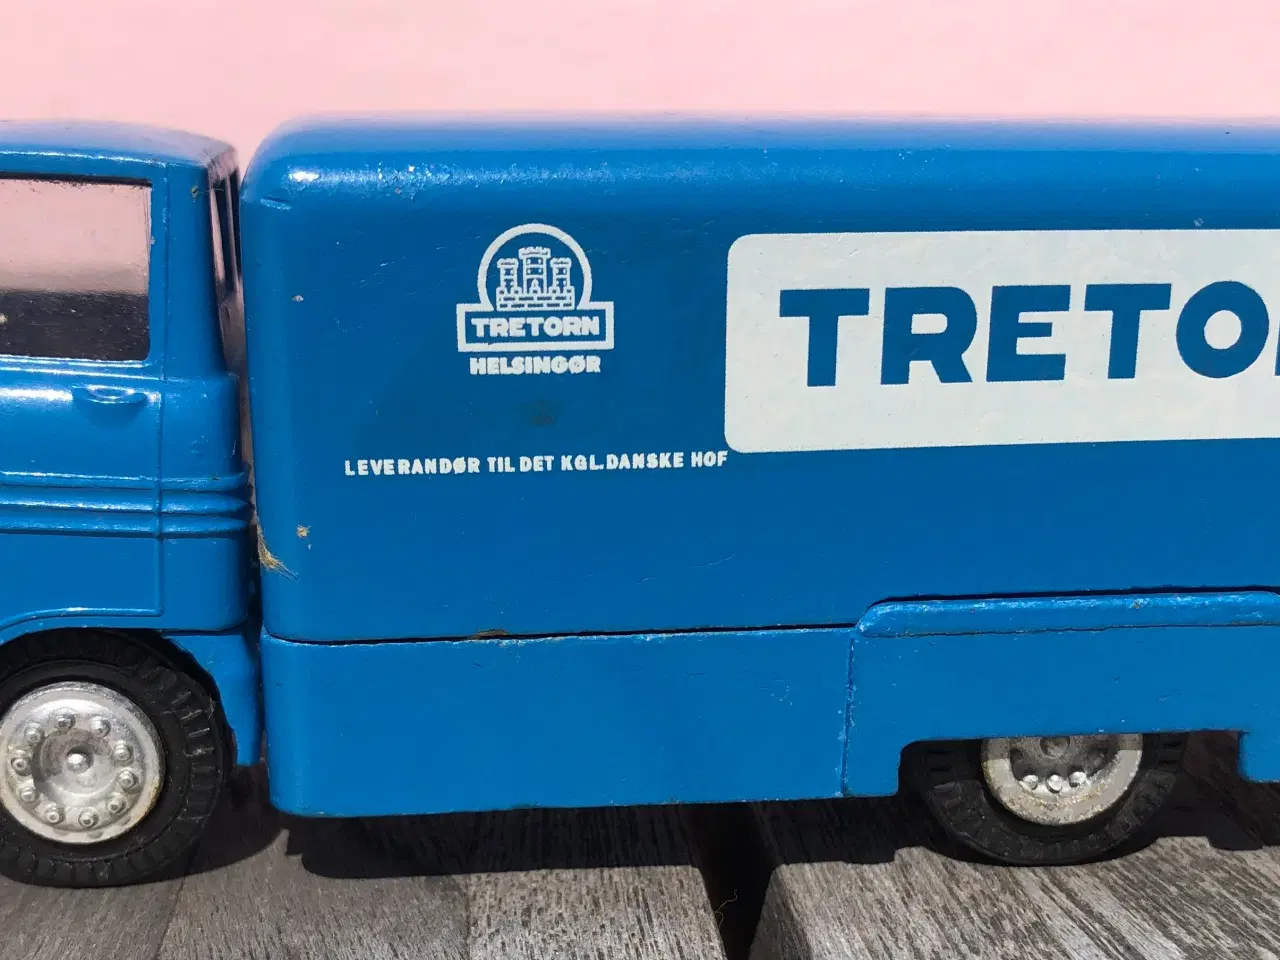 TRETORN
HELSINGØR
LEVERANDØR TIL DET KGL. DANSKE HOF
TRETO